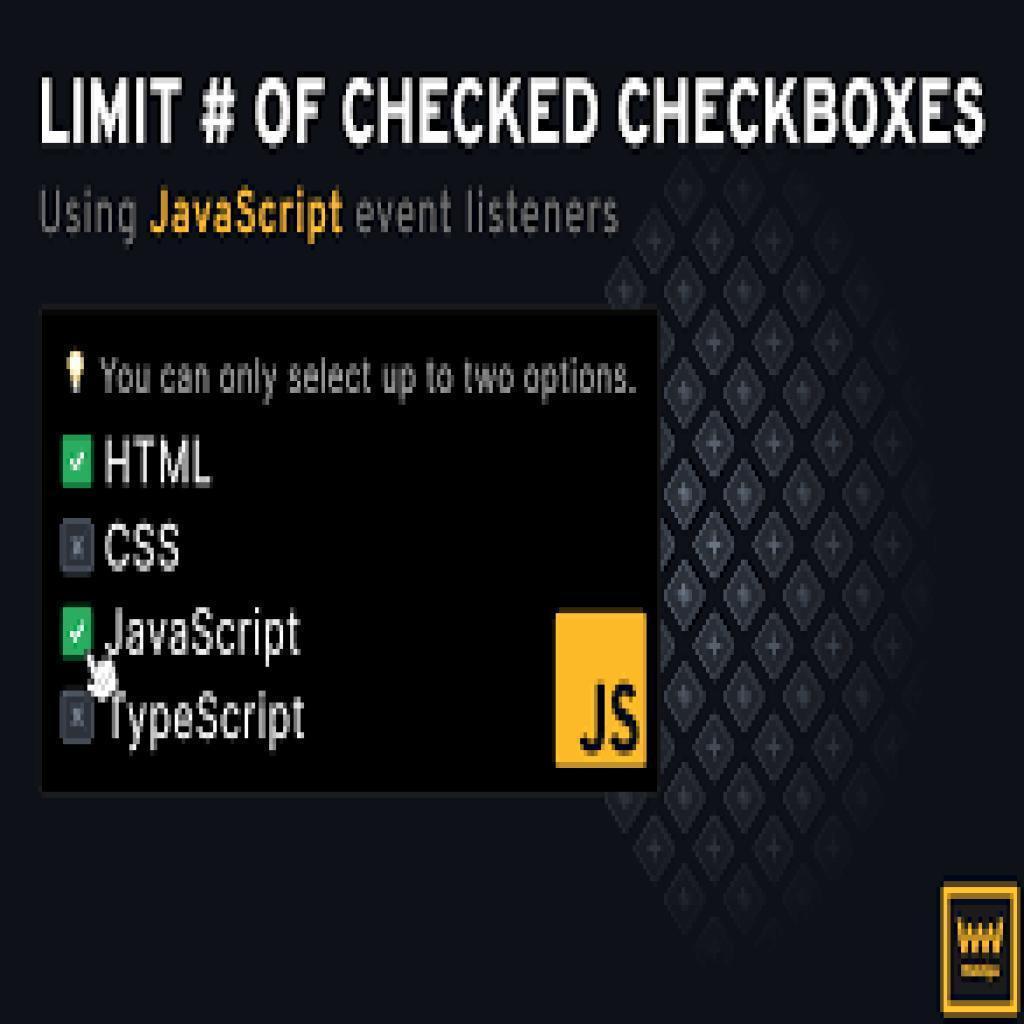 LIMIT # OF CHECKED CHECKBOXES
Using JavaScript event listeners
You can only select up to two options.
HTML
CSS
JavaScript
TypeScript
JS